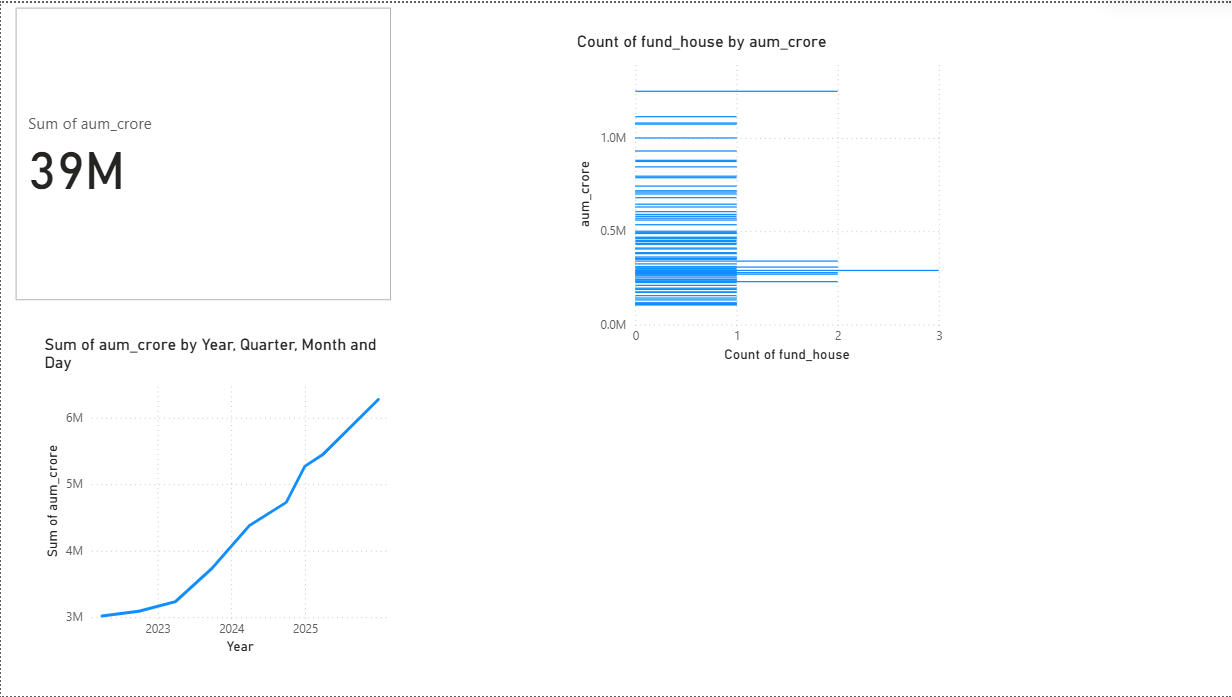 Sum of aum_crore
39M
Count of fund_house by aum_crore
aum_crore
1.0M
0.5M
0.0M
0 1 2 3
Count of fund_house
Sum of aum_crore by Year, Quarter, Month and
Day
Sum of aum_crore
6M
5M
4M
3M
2023 2024 2025
Year